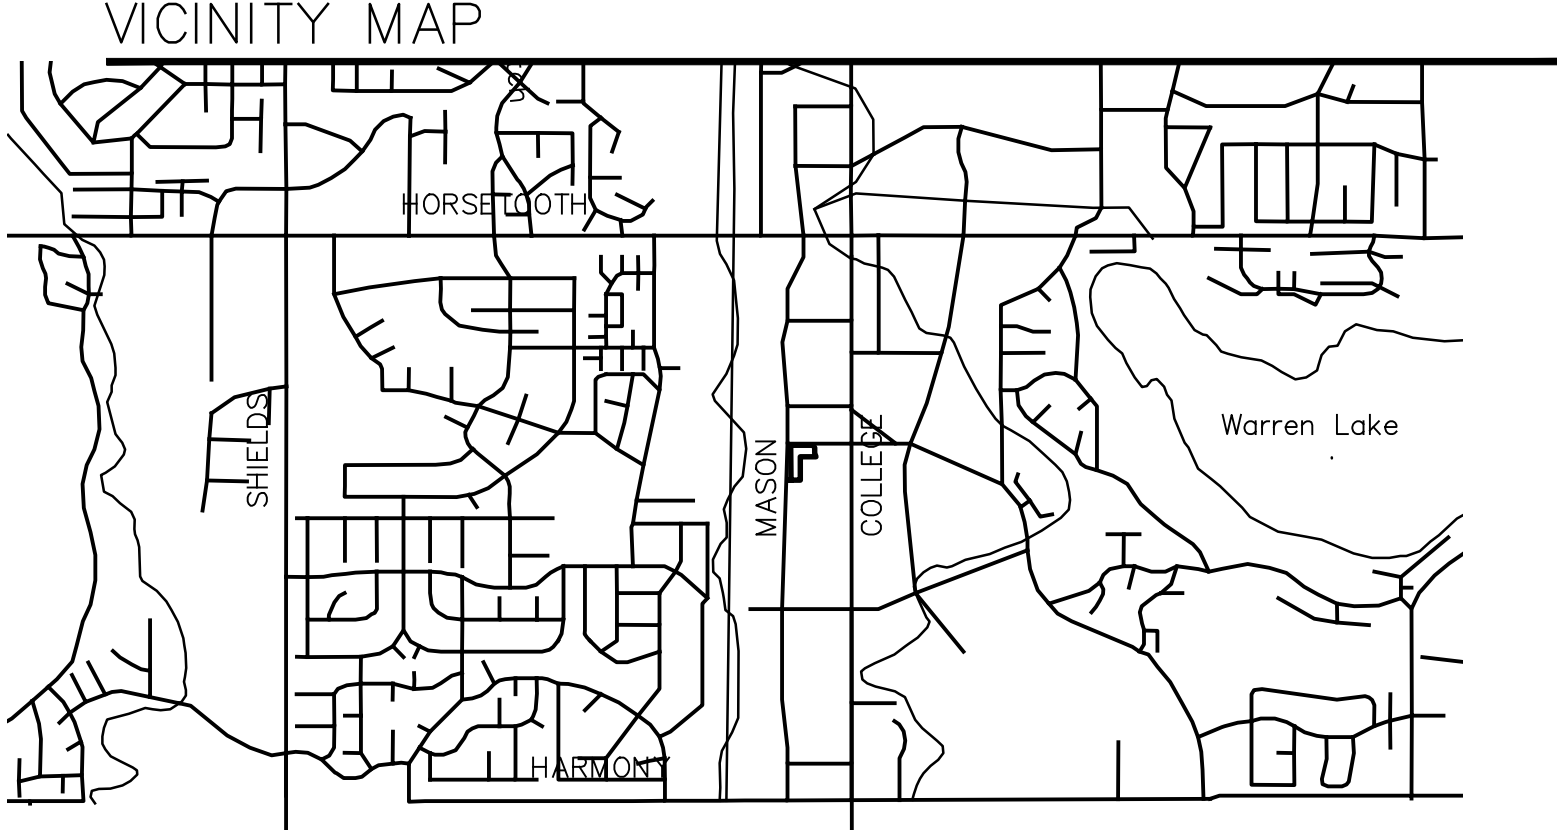 VICINITY MAP
HORSETOOTH
SHIELDS
MASON
COLLEGE
Warren Lake
HARMONY